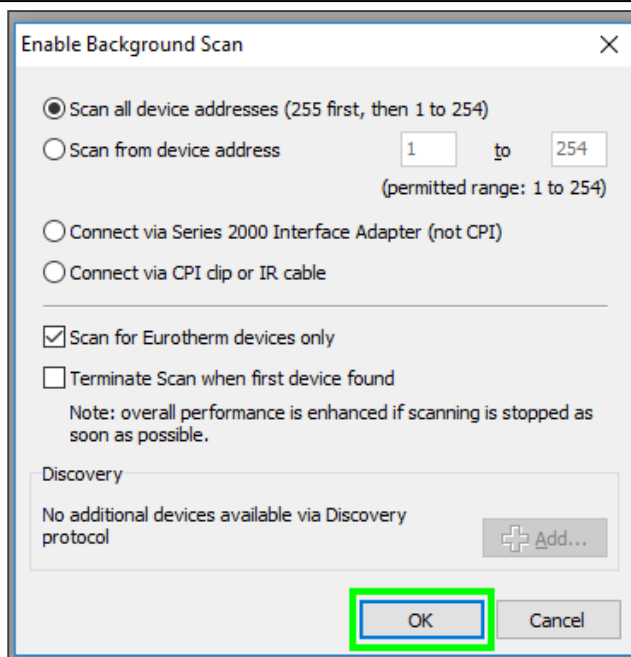 Enable Background Scan
Scan all device addresses (255 first, then 1 to 254)
Scan from device address 1 to 254
(permitted range: 1 to 254)
Connect via Series 2000 Interface Adapter (not CPI)
Connect via CPI clip or IR cable
Scan for Eurotherm devices only
Terminate Scan when first device found
Note: overall performance is enhanced if scanning is stopped as
soon as possible.
Discovery
No additional devices available via Discovery
protocol
Add...
OK Cancel